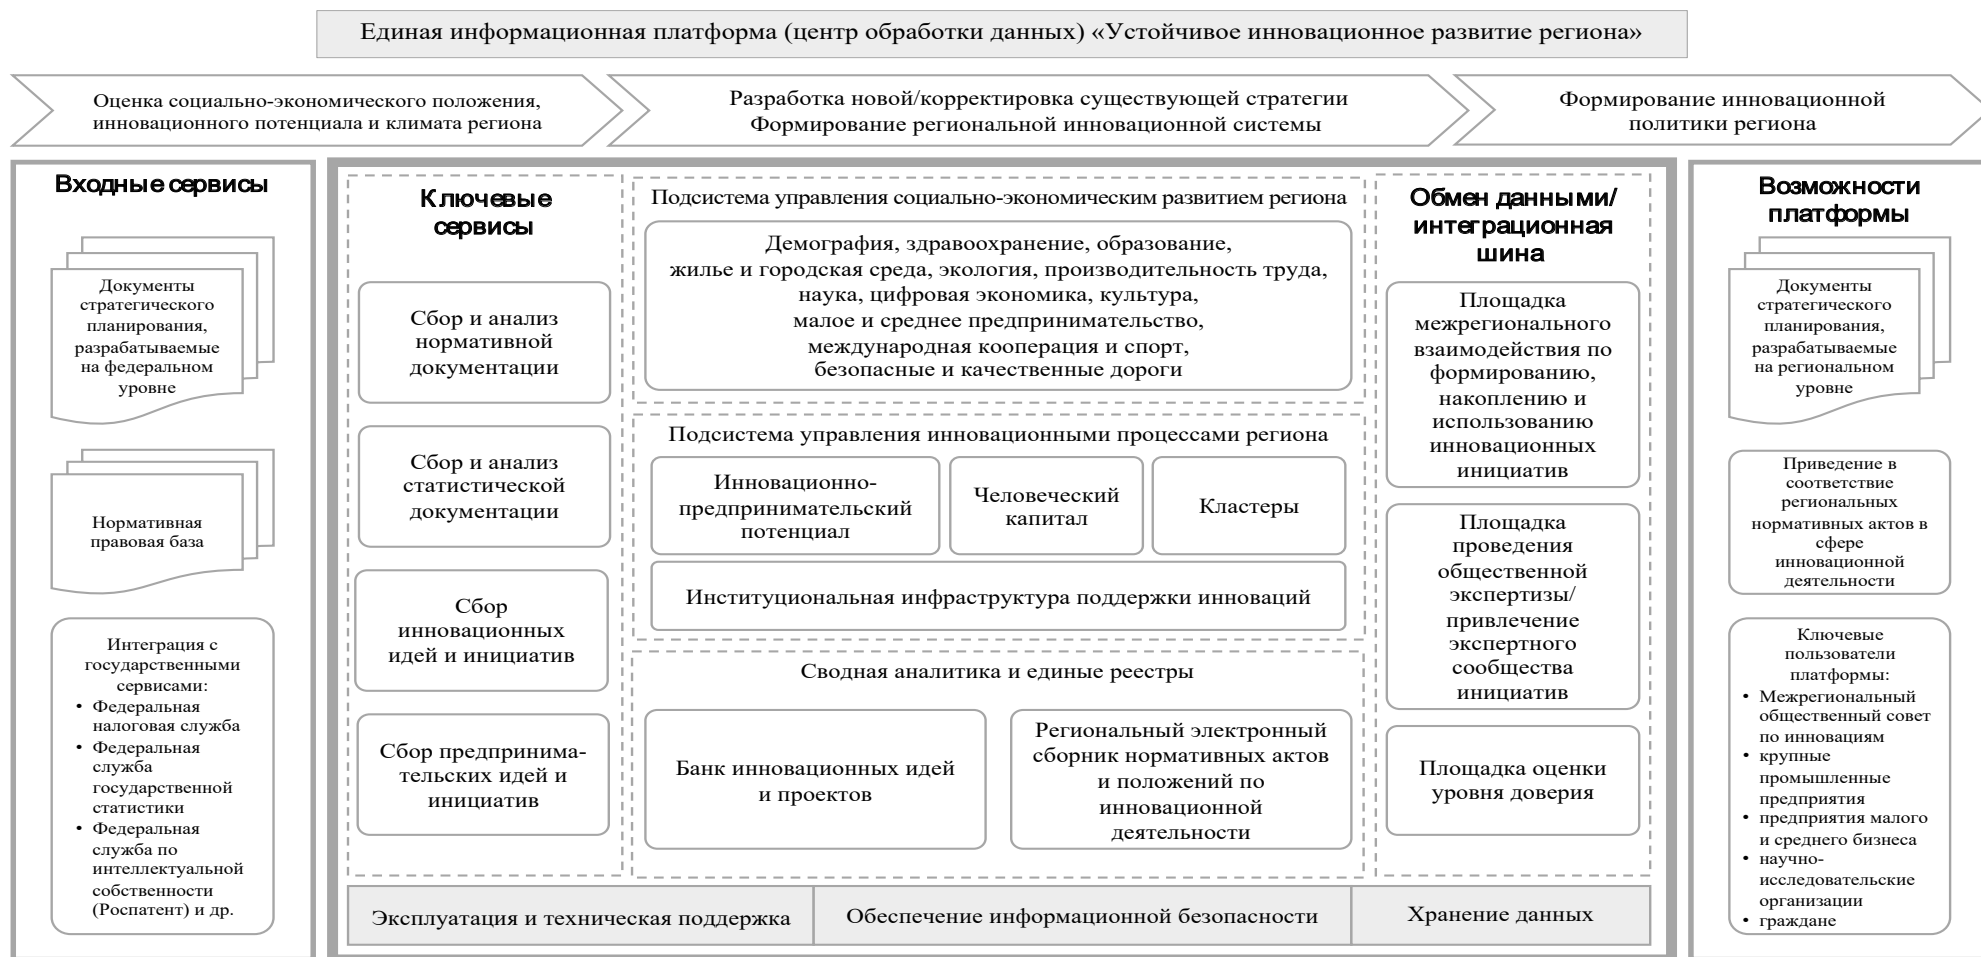 Единая информационная платформа (центр обработки данных) «Устойчивое инновационное развитие региона»
Оценка социально-экономического положения,
инновационного потенциала и климата региона
Разработка новой/корректировка существующей стратегии
Формирование региональной инновационной системы
Формирование инновационной
политики региона
Входные сервисы
Документы
стратегического
планирования,
разрабатываемые
на федеральном
уровне
Нормативная
правовая база
Интеграция с
государственными
сервисами:
• Федеральная
налоговая служба
• Федеральная
служба
государственной
статистики
• Федеральная
служба по
интеллектуальной
собственности
(Роспатент) и др.
Ключевые
сервисы
Сбор и анализ
нормативной
документации
Сбор и анализ
статистической
документации
Сбор
инновационных
идей и инициатив
Сбор предпринима-
тельских идей и
инициатив
Подсистема управления социально-экономическим развитием региона
Демография, здравоохранение, образование,
жилье и городская среда, экология, производительность труда,
наука, цифровая экономика, культура,
малое и среднее предпринимательство,
международная кооперация и спорт,
безопасные и качественные дороги
Подсистема управления инновационными процессами региона
Инновационно-
предпринимательский
потенциал
Человеческий
капитал
Кластеры
Институциональная инфраструктура поддержки инноваций
Сводная аналитика и единые реестры
Банк инновационных идей
и проектов
Региональный электронный
сборник нормативных актов
и положений по
инновационной
деятельности
Обмен данными/
интеграционная
шина
Площадка
межрегионального
взаимодействия по
формированию,
накоплению и
использованию
инновационных
инициатив
Площадка
проведения
общественной
экспертизы/
привлечение
экспертного
сообщества
инициатив
Площадка оценки
уровня доверия
Эксплуатация и техническая поддержка
Обеспечение информационной безопасности
Хранение данных
Возможности
платформы
Документы
стратегического
планирования,
разрабатываемые
на региональном
уровне
Приведение в
соответствие
региональных
нормативных актов в
сфере
инновационной
деятельности
Ключевые
пользователи
платформы:
• Межрегиональный
общественный совет
по инновациям
• крупные
промышленные
предприятия
• предприятия малого
и среднего бизнеса
• научно-
исследовательские
организации
• граждане